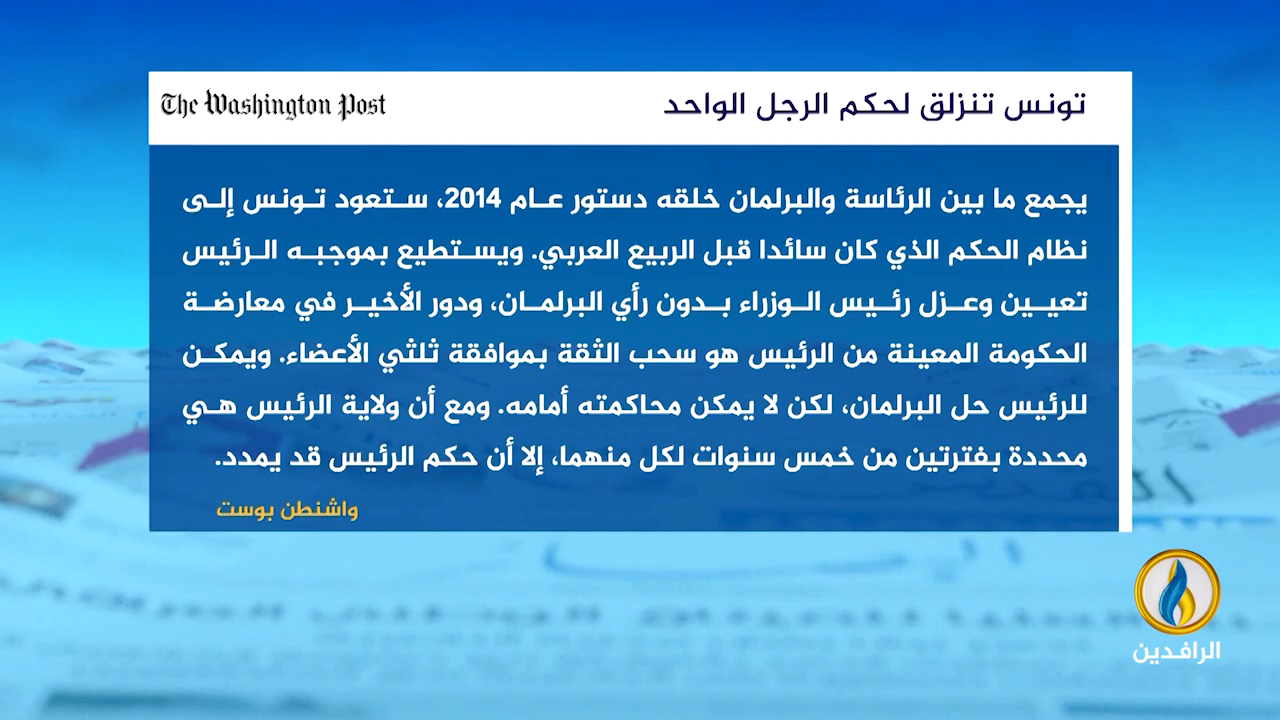 تونس تنزلق لحكم الرجل الواحد
The Washington Post
يجمع ما بين الرئاسة والبرلمان خلقه دستور عام 2014، ستعود تونس إلى
نظام الحكم الذي كان سائدا قبل الربيع العربي. ويستطيع بموجبه الرئيس
تعيين وعزل رئيس الوزراء بدون رأي البرلمان، ودور الأخير في معارضة
الحكومة المعينة من الرئيس هو سحب الثقة بموافقة ثلثي الأعضاء. ويمكن
للرئيس حل البرلمان، لكن لا يمكن محاكمته أمامه. ومع أن ولاية الرئيس هي
محددة بفترتين من خمس سنوات لكل منهما، إلا أن حكم الرئيس قد يمدد.
واشنطن بوست
الرافدين